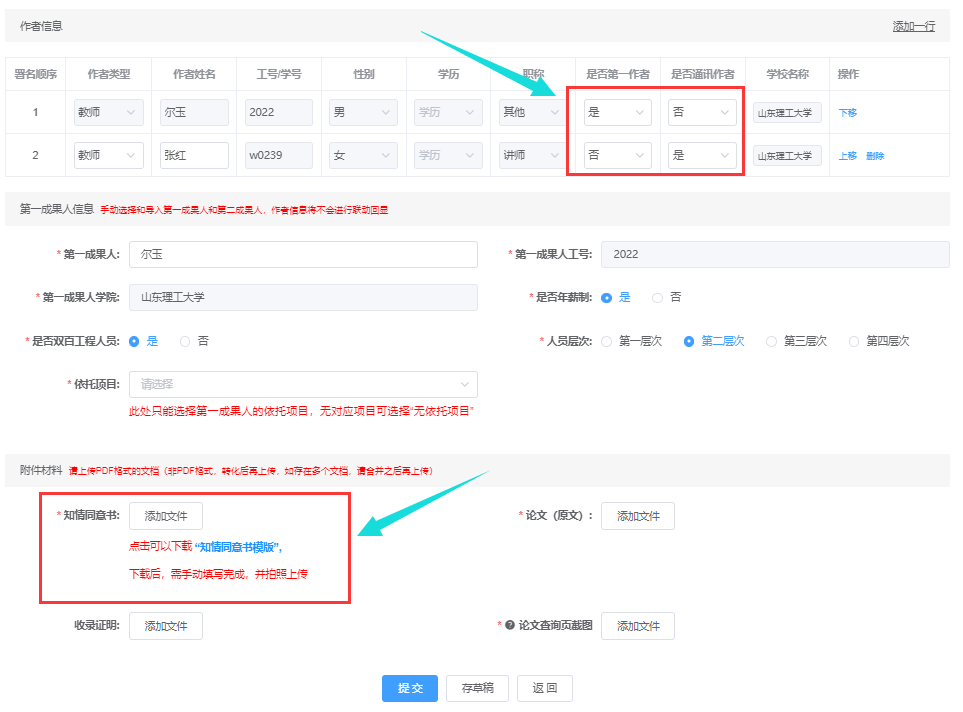 作者信息 添加一行
署名顺序 作者类型 作者姓名 工号/学号 性别 学历 职称 是否第一作者 是否通讯作者 学校名称 操作
1 教师 尔玉 2022 男 学历 其他 是 否 山东理工大学 下移
2 教师 张红 w0239 女 学历 讲师 否 是 山东理工大学 上移 删除
第一成果人信息 手动选择和导入第一成果人和第二成果人，作者信息将不会进行联动回显
*第一成果人: 尔玉 *第一成果人工号: 2022
*第一成果人学院: 山东理工大学 *是否年薪制: 是 否
*是否双百工程人员: 是 否 *人员层次: 第一层次 第二层次 第三层次 第四层次
*依托项目: 请选择
此处只能选择第一成果人的依托项目，无对应项目可选择“无依托项目”
附件材料 请上传PDF格式的文档（非PDF格式，转化后再上传，如存在多个文档，请合并之后再上传）
*知情同意书: 添加文件 *论文（原文）: 添加文件
点击可以下载“知情同意书模版”，
下载后，需手动填写完成，并拍照上传
收录证明: 添加文件 * ? 论文查询页截图 添加文件
提交 存草稿 返回